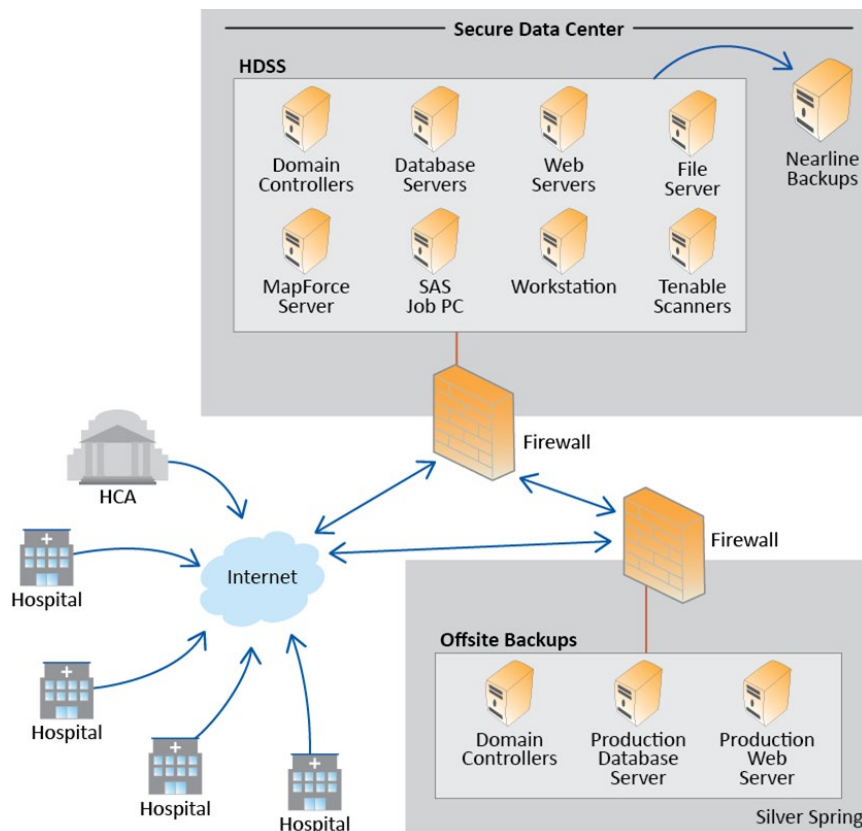 Secure Data Center
HDSS
Domain
Controllers
Database
Servers
Web
Servers
File
Server
Nearline
Backups
MapForce
Server
SAS
Job PC
Workstation
Tenable
Scanners
Firewall
HCA
Firewall
Internet
Hospital
Hospital
Hospital
Hospital
Offsite Backups
Domain
Controllers
Production
Database
Server
Production
Web
Server
Silver Spring